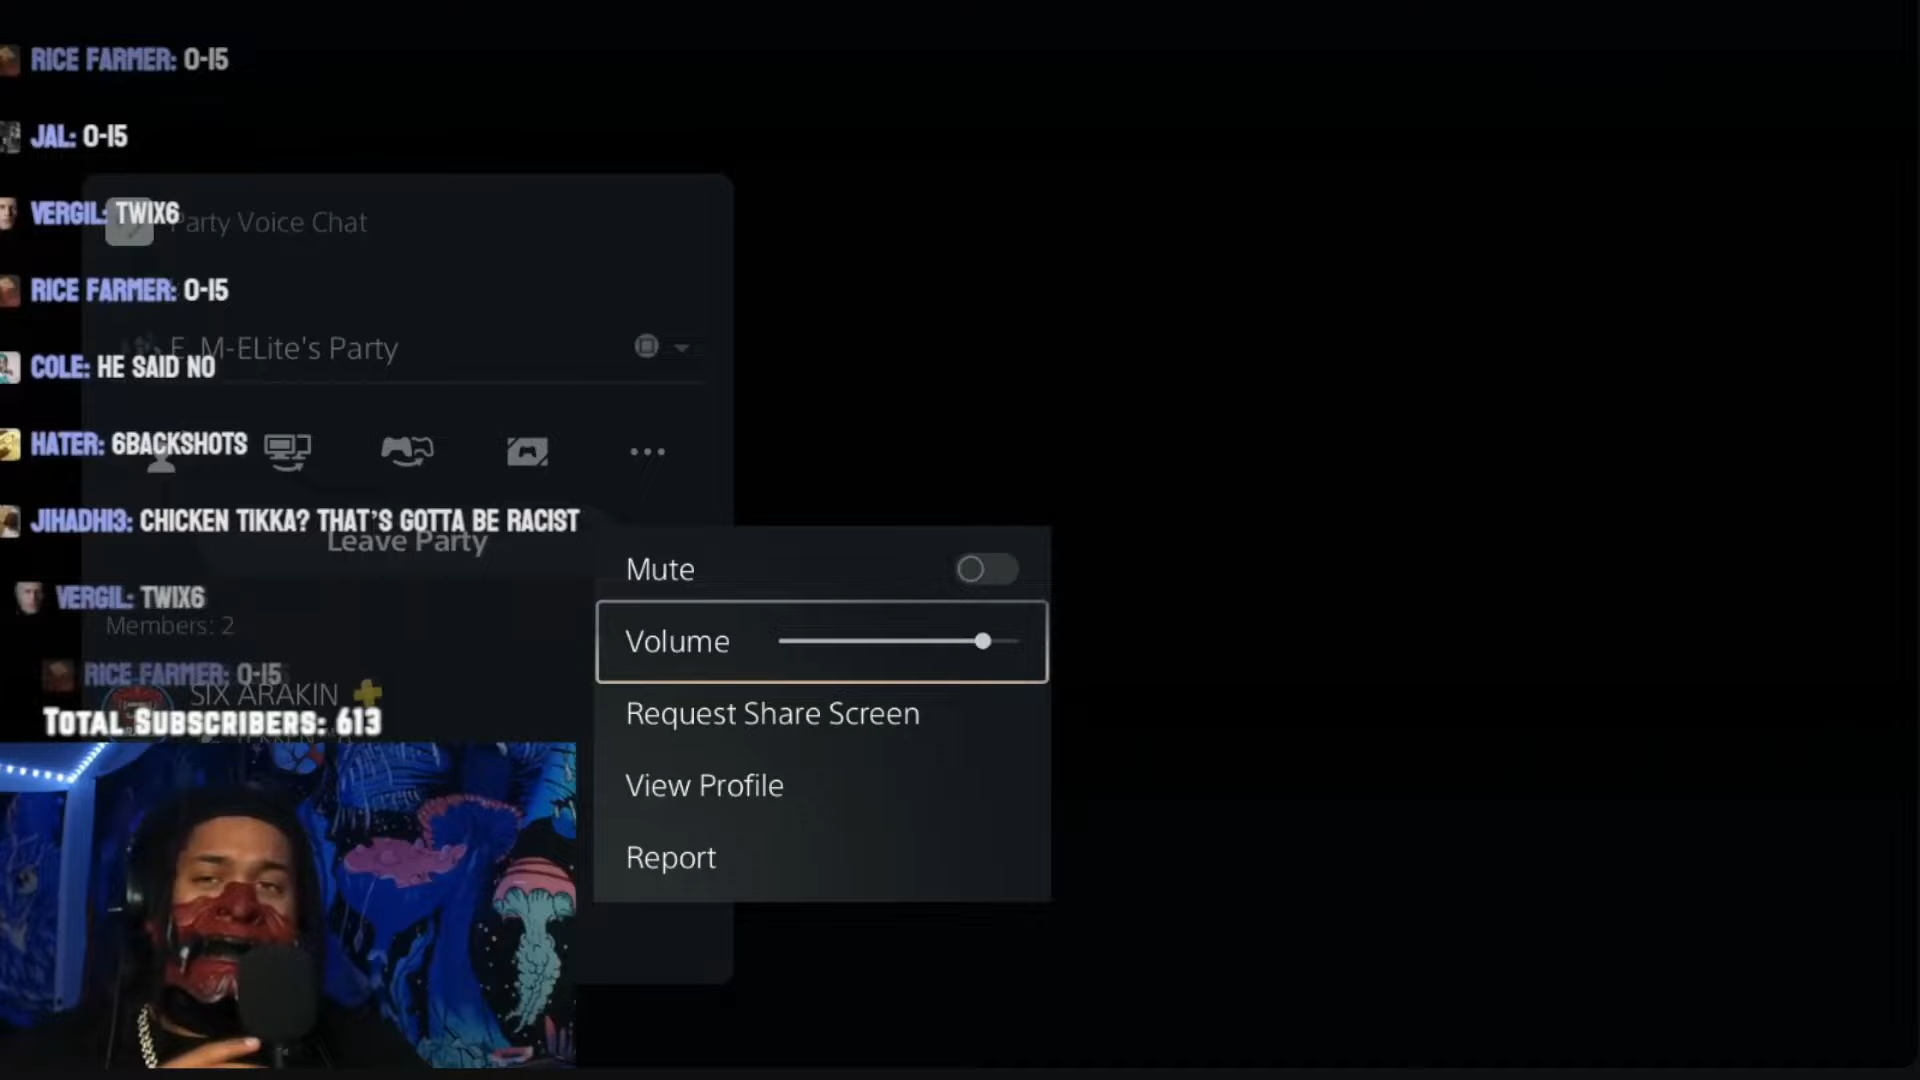 RICE FARMER: 0-15
JAL: 0-15
VERGIL: TWIX6
Party Voice Chat
RICE FARMER: 0-15
M-ELite's Party
COLE: HE SAID NO
HATER: 6BACKSHOTS
JIHADHI3: CHICKEN TIKKA? THAT'S GOTTA BE RACIST
Leave Party
VERGIL: TWIX6
Members: 2
RICE FARMER: 0-15
SIX ARAKIN
TOTAL SUBSCRIBERS: 613
Mute
Volume
Request Share Screen
View Profile
Report